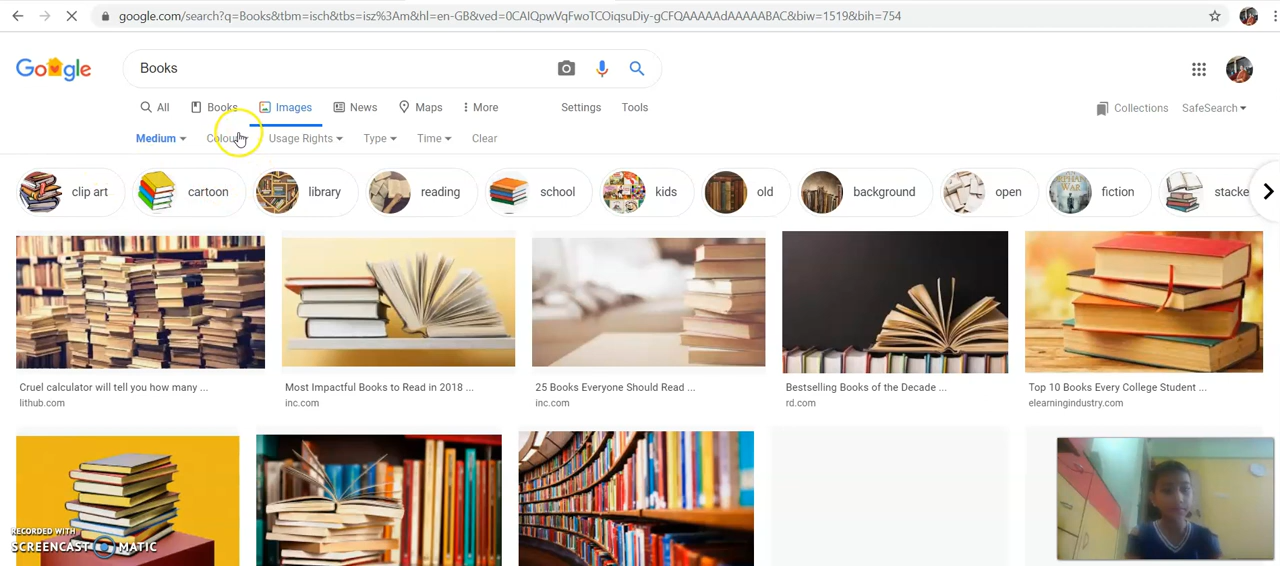 google.com/search?q=Books&tbm=isch&tbs=isz%3Am&hl=en-GB&ved=0CAIQpwVqFwoTCOiqsuDiy-gCFQAAAAAdAAAAABAC&biw=1519&bih=754
Google
Books
All Books Images News Maps More Settings Tools
Collections SafeSearch
Medium Colour Usage Rights Type Time Clear
clip art cartoon library reading school kids old background open fiction stacke
Cruel calculator will tell you how many ...
lithub.com
Most Impactful Books to Read in 2018 ...
inc.com
25 Books Everyone Should Read ...
inc.com
Bestselling Books of the Decade ...
rd.com
Top 10 Books Every College Student ...
elearningindustry.com
RECORDED WITH
SCREENCAST MATIC